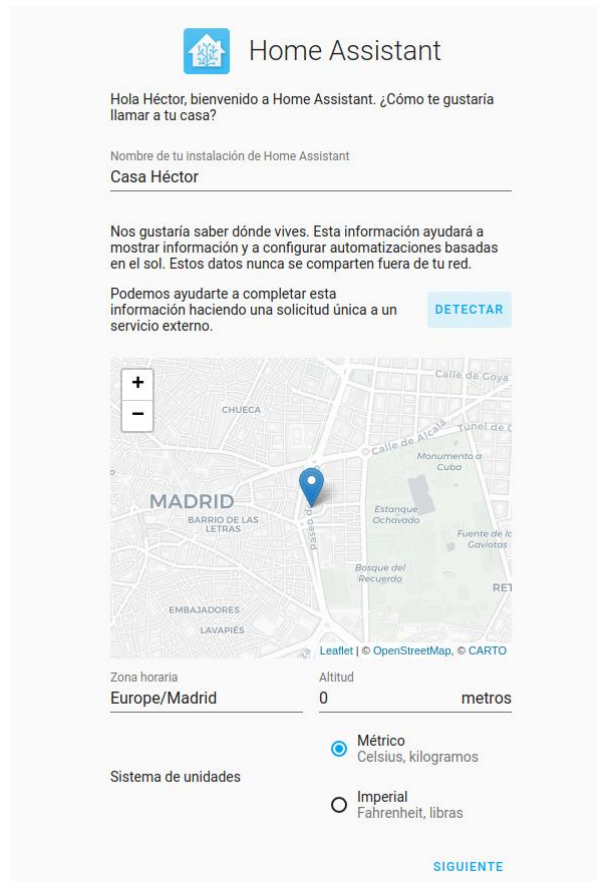 Home Assistant
Hola Héctor, bienvenido a Home Assistant. ¿Cómo te gustaría
llamar a tu casa?
Nombre de tu instalación de Home Assistant
Casa Héctor
Nos gustaría saber dónde vives. Esta información ayudará a
mostrar información y a configurar automatizaciones basadas
en el sol. Estos datos nunca se comparten fuera de tu red.
Podemos ayudarte a completar esta
información haciendo una solicitud única a un
servicio externo.
DETECTAR
+
−
Calle de Goya
CHUECA
Túnel de
Calle de Alcalá
Monumento a
Cuba
MADRID
BARRIO DE LAS
LETRAS
Estanque
Ochavado
Paseo d
Fuente de
Gaviotas
Bosque del
Recuerdo
RET
EMBAJADORES
LAVAPIÉS
Leaflet | © OpenStreetMap, © CARTO
Zona horaria
Europe/Madrid
Altitud
0 metros
Sistema de unidades
Métrico
Celsius, kilogramos
Imperial
Fahrenheit, libras
SIGUIENTE